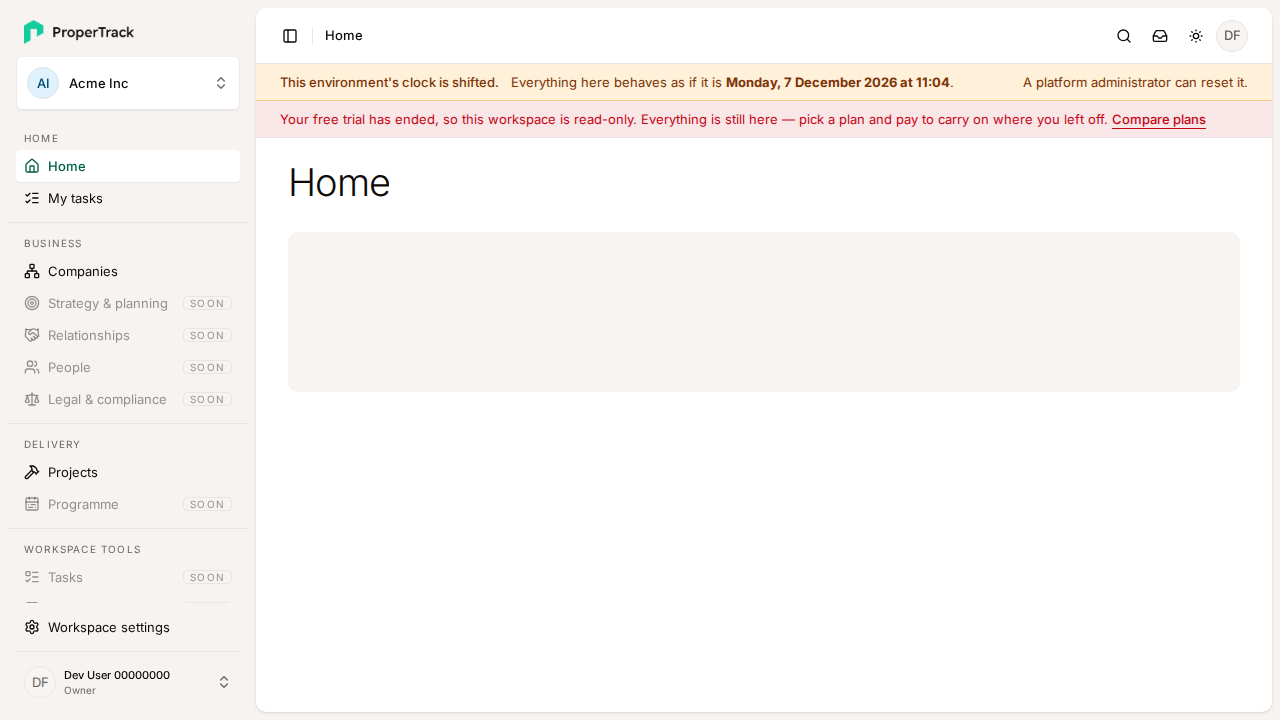 ProperTrack
AI
Acme Inc
HOME
Home
My tasks
BUSINESS
Companies
Strategy & planning SOON
Relationships SOON
People SOON
Legal & compliance SOON
DELIVERY
Projects
Programme SOON
WORKSPACE TOOLS
Tasks SOON
Workspace settings
DF
Dev User 00000000
Owner
Home
DF
This environment's clock is shifted. Everything here behaves as if it is Monday, 7 December 2026 at 11:04. A platform administrator can reset it.
Your free trial has ended, so this workspace is read-only. Everything is still here — pick a plan and pay to carry on where you left off. Compare plans
Home